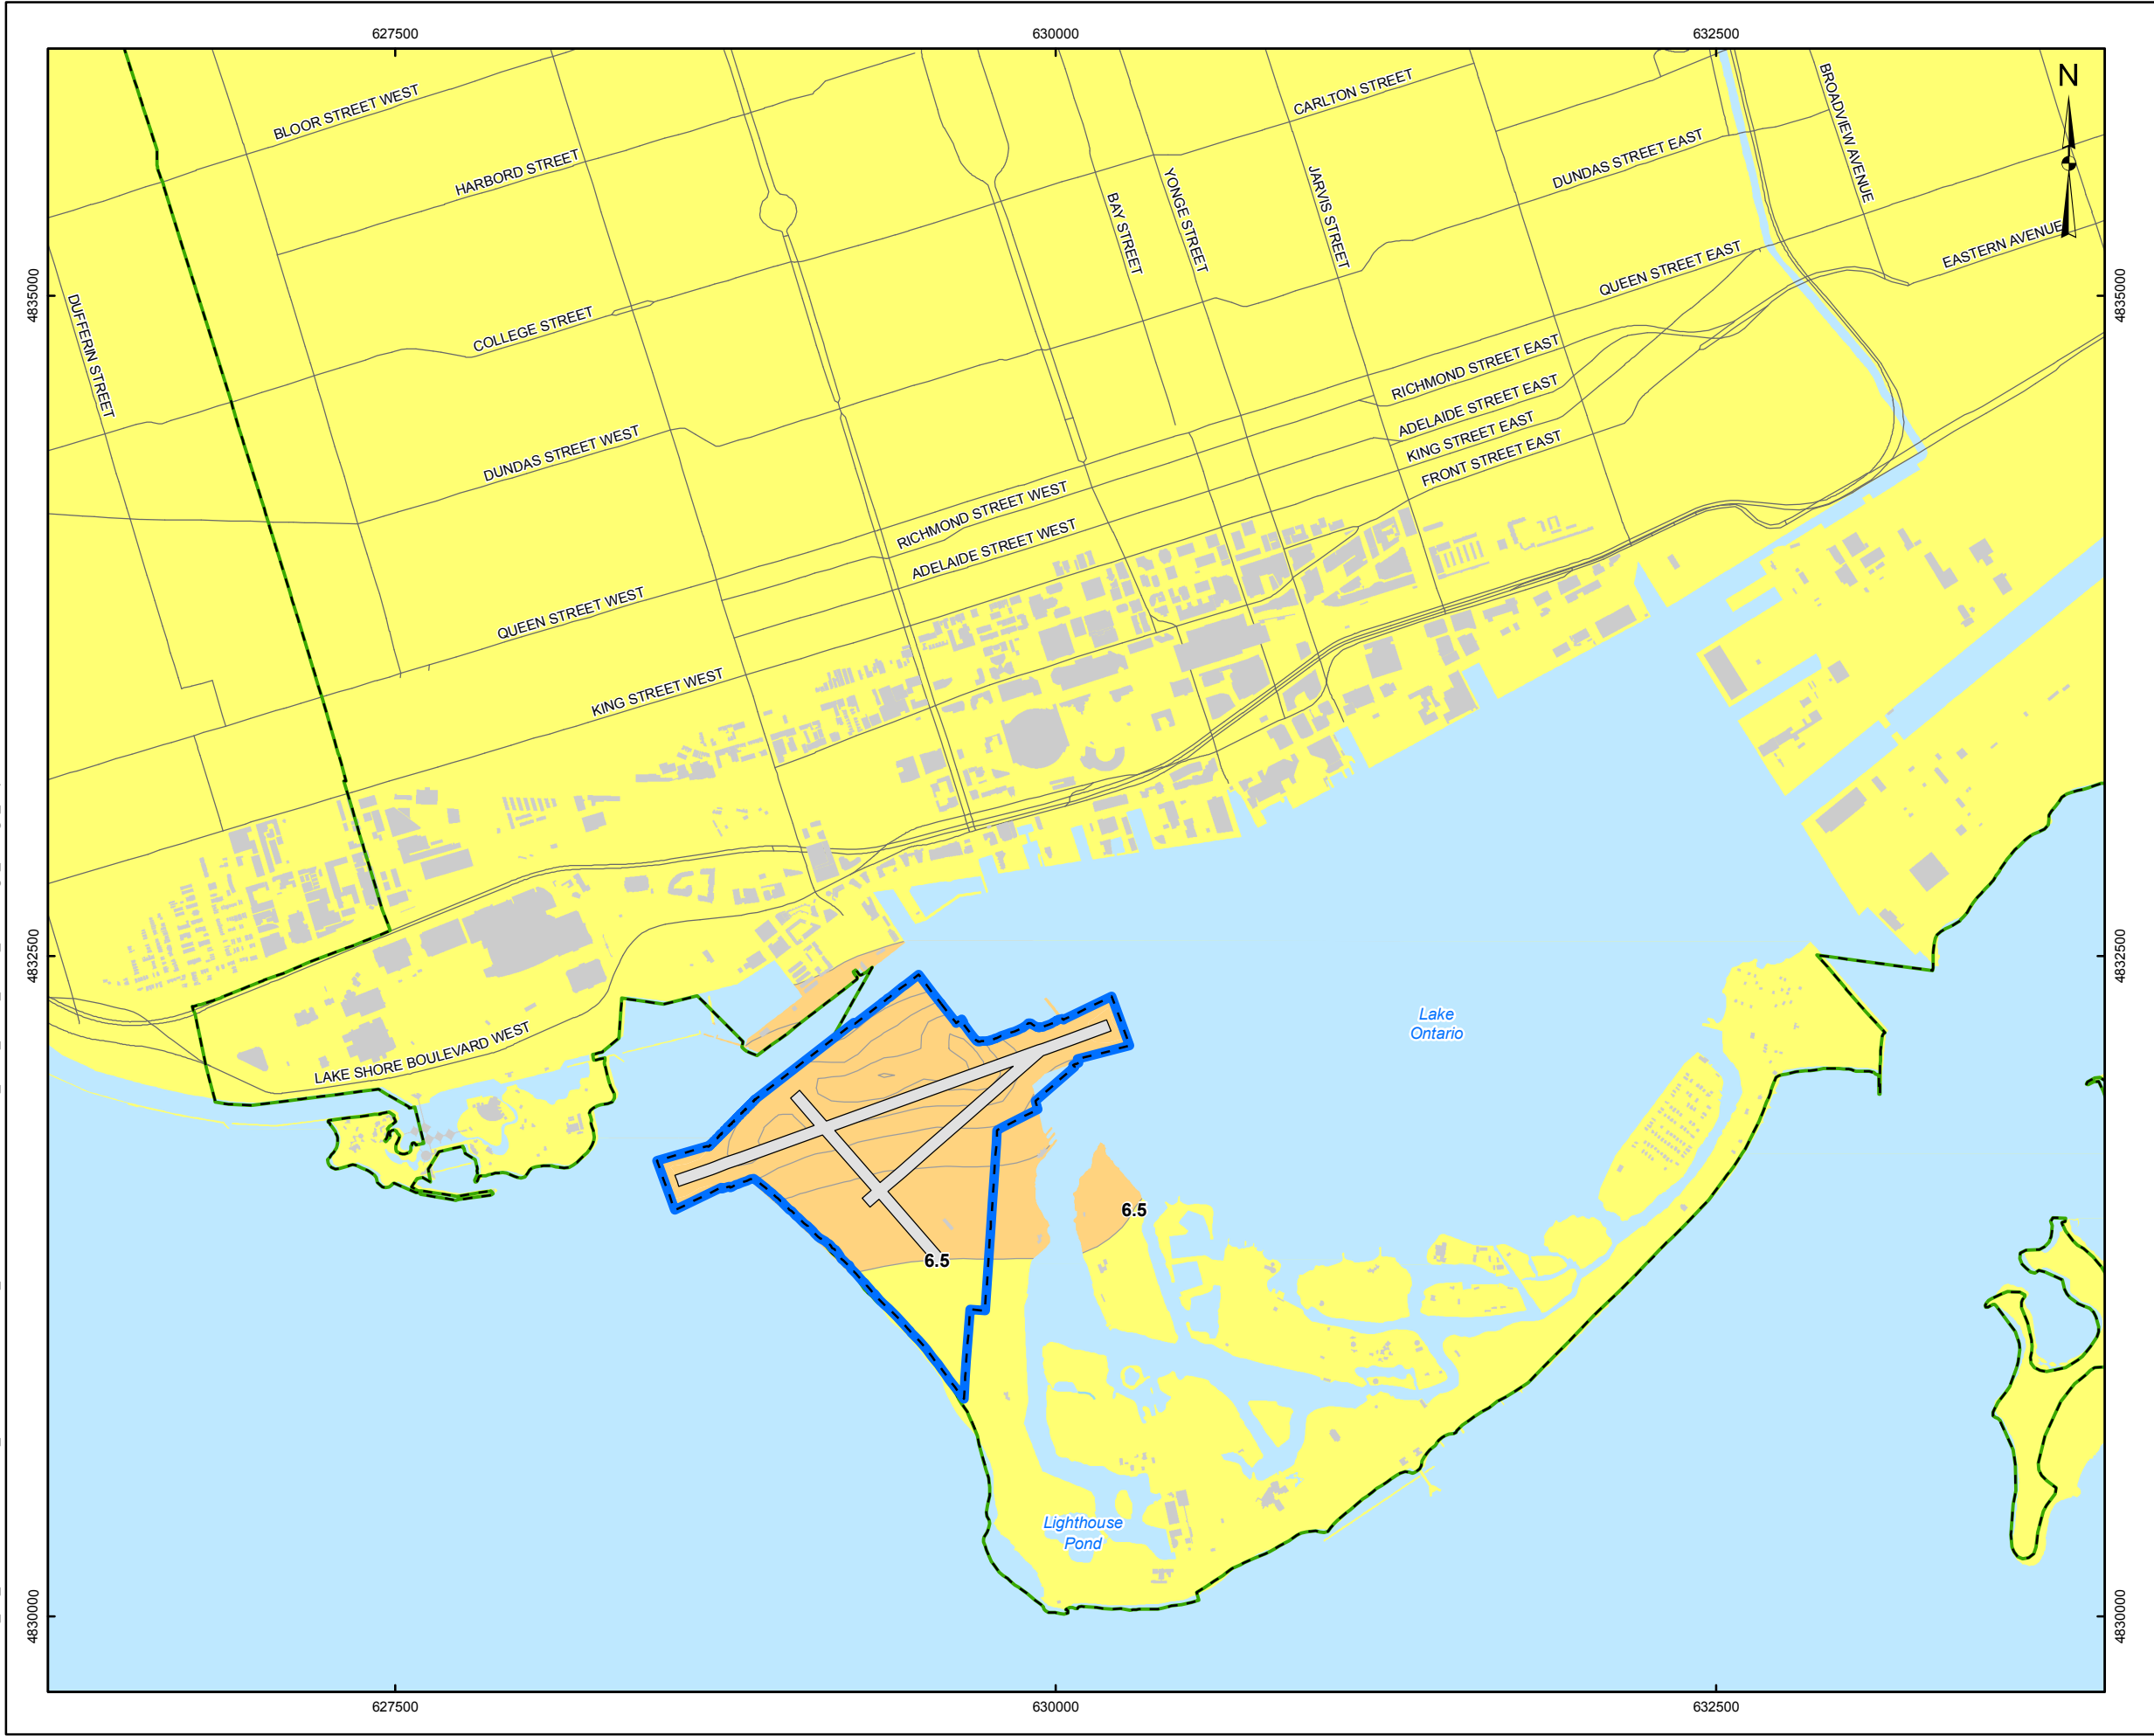 627500
630000
632500
N
BLOOR STREET WEST
HARBORD STREET
CARLTON STREET
BROADVIEW AVENUE
DUNDAS STREET EAST
BAY STREET
YONGE STREET
JARVIS STREET
QUEEN STREET EAST
EASTERN AVENUE
4835000
4835000
DUFFERIN STREET
COLLEGE STREET
RICHMOND STREET EAST
ADELAIDE STREET EAST
KING STREET EAST
FRONT STREET EAST
DUNDAS STREET WEST
RICHMOND STREET WEST
ADELAIDE STREET WEST
QUEEN STREET WEST
KING STREET WEST
4832500
4832500
LAKE SHORE BOULEVARD WEST
Lake
Ontario
6.5
6.5
Lighthouse
Pond
4830000
4830000
627500
630000
632500